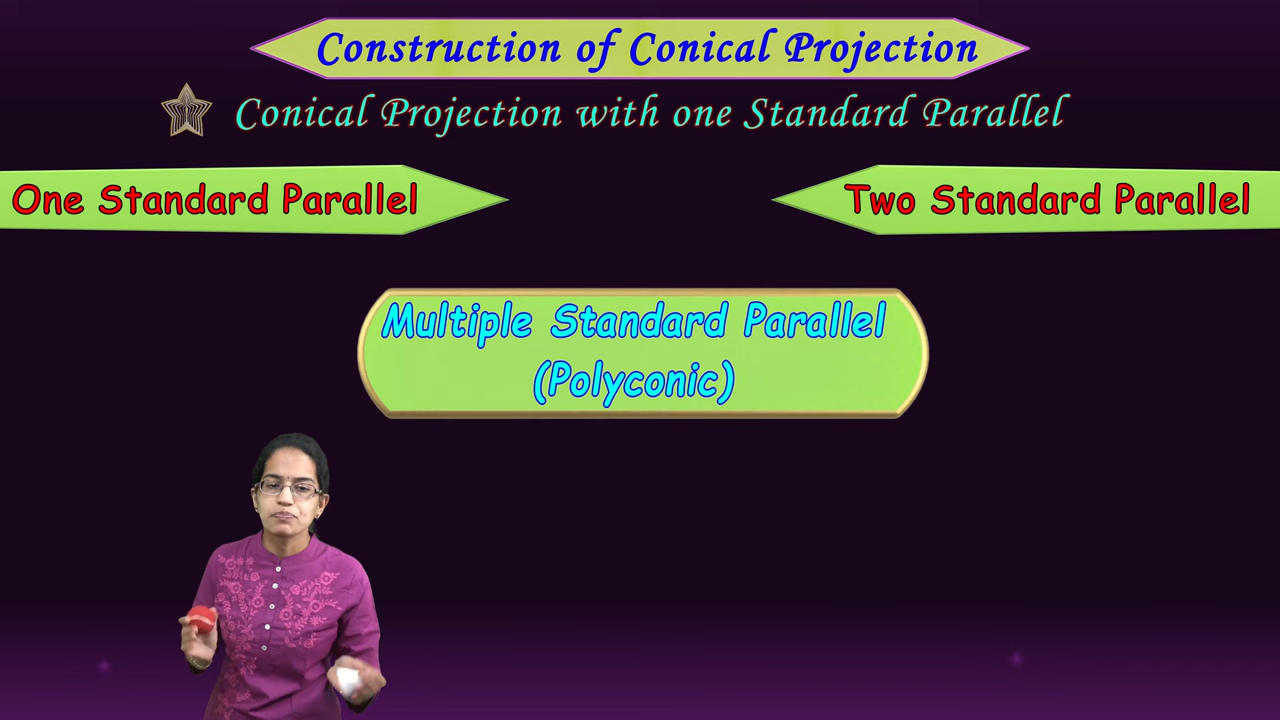 Construction of Conical Projection
Conical Projection with one Standard Parallel
One Standard Parallel
Two Standard Parallel
Multiple Standard Parallel
(Polyconic)